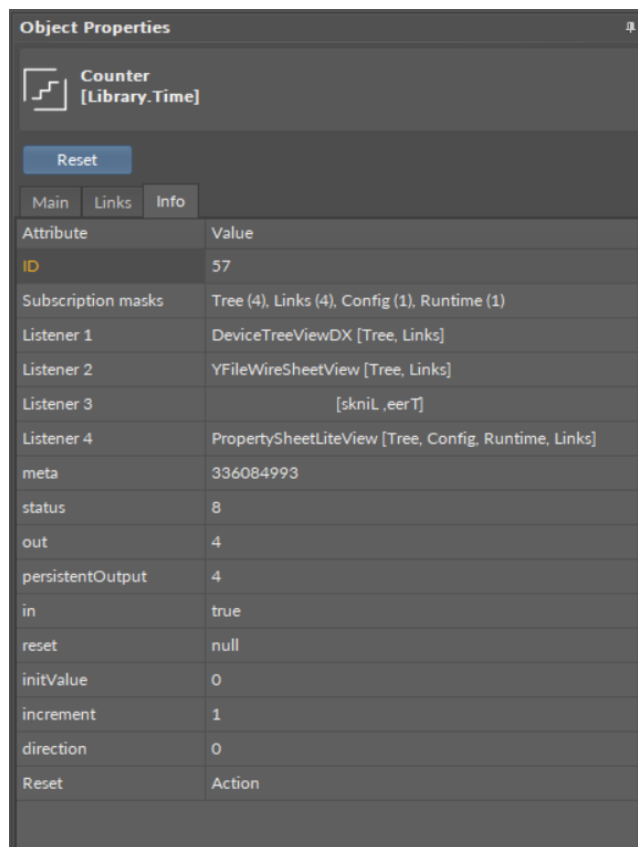 Object Properties
Counter
[Library.Time]
Reset
Main Links Info
Attribute Value
ID 57
Subscription masks Tree (4), Links (4), Config (1), Runtime (1)
Listener 1 DeviceTreeViewDX [Tree, Links]
Listener 2 YFileWireSheetView [Tree, Links]
Listener 3 [skniL ,eerT]
Listener 4 PropertySheetLiteView [Tree, Config, Runtime, Links]
meta 336084993
status 8
out 4
persistentOutput 4
in true
reset null
initValue 0
increment 1
direction 0
Reset Action